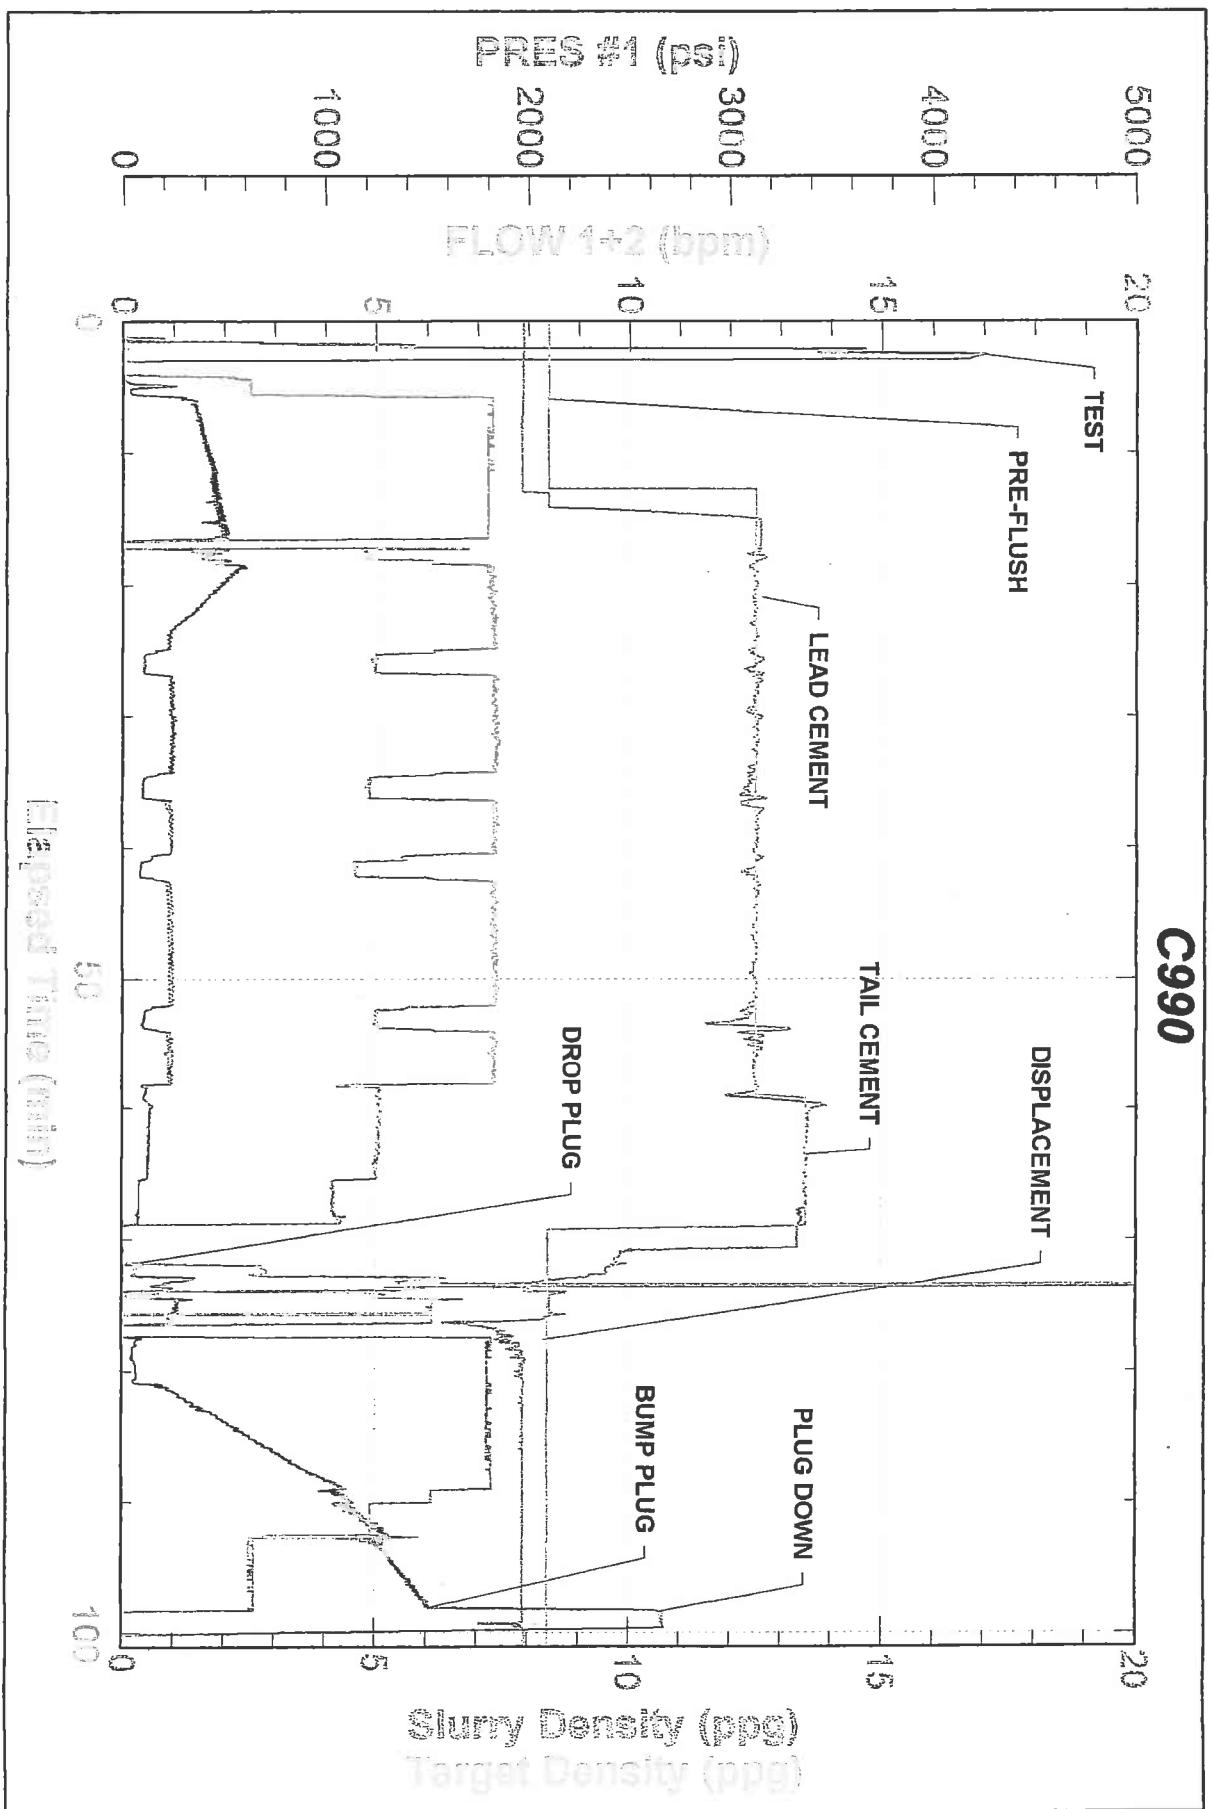 C990
PRES #1 (psi)
5000
4000
3000
2000
1000
0
FLOW 1+2 (bpm)
20
15
10
5
0
TEST
PRE-FLUSH
LEAD CEMENT
TAIL CEMENT
DISPLACEMENT
DROP PLUG
BUMP PLUG
PLUG DOWN
20
15
10
5
0
Slurry Density (ppg)
Target Density (ppg)
0
50
100
Elapsed Time (min)